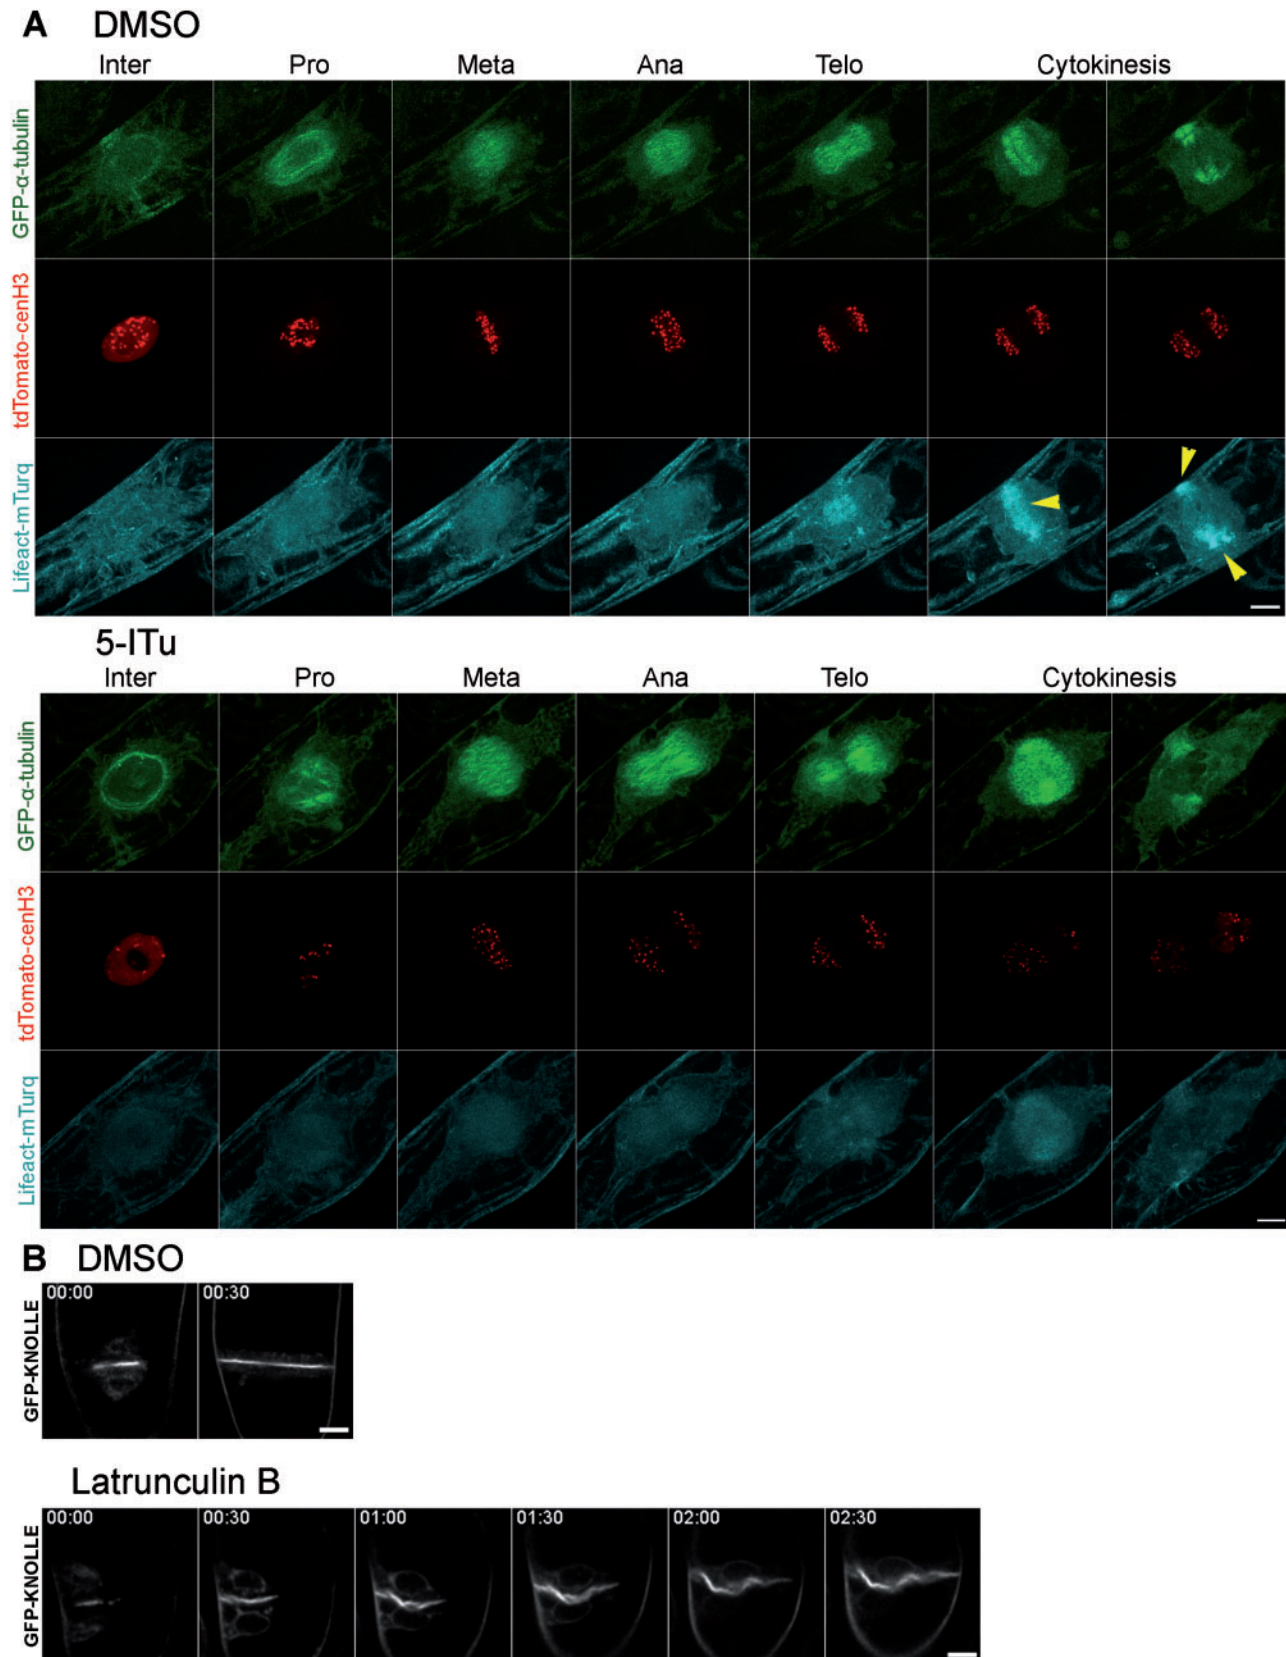 A DMSO
Inter Pro Meta Ana Telo Cytokinesis
GFP-α-tubulin
tdTomato-cenH3
Lifeact-mTurq
5-ITu
Inter Pro Meta Ana Telo Cytokinesis
GFP-α-tubulin
tdTomato-cenH3
Lifeact-mTurq
B DMSO
GFP-KNOLLE
00:00 00:30
Latrunculin B
GFP-KNOLLE
00:00 00:30 01:00 01:30 02:00 02:30